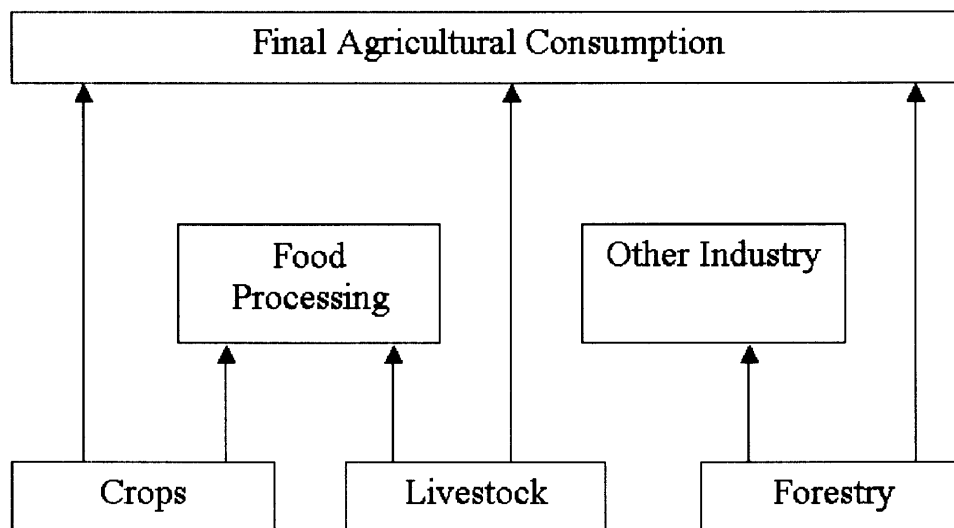 Final Agricultural Consumption
Food
Processing
Other Industry
Crops
Livestock
Forestry